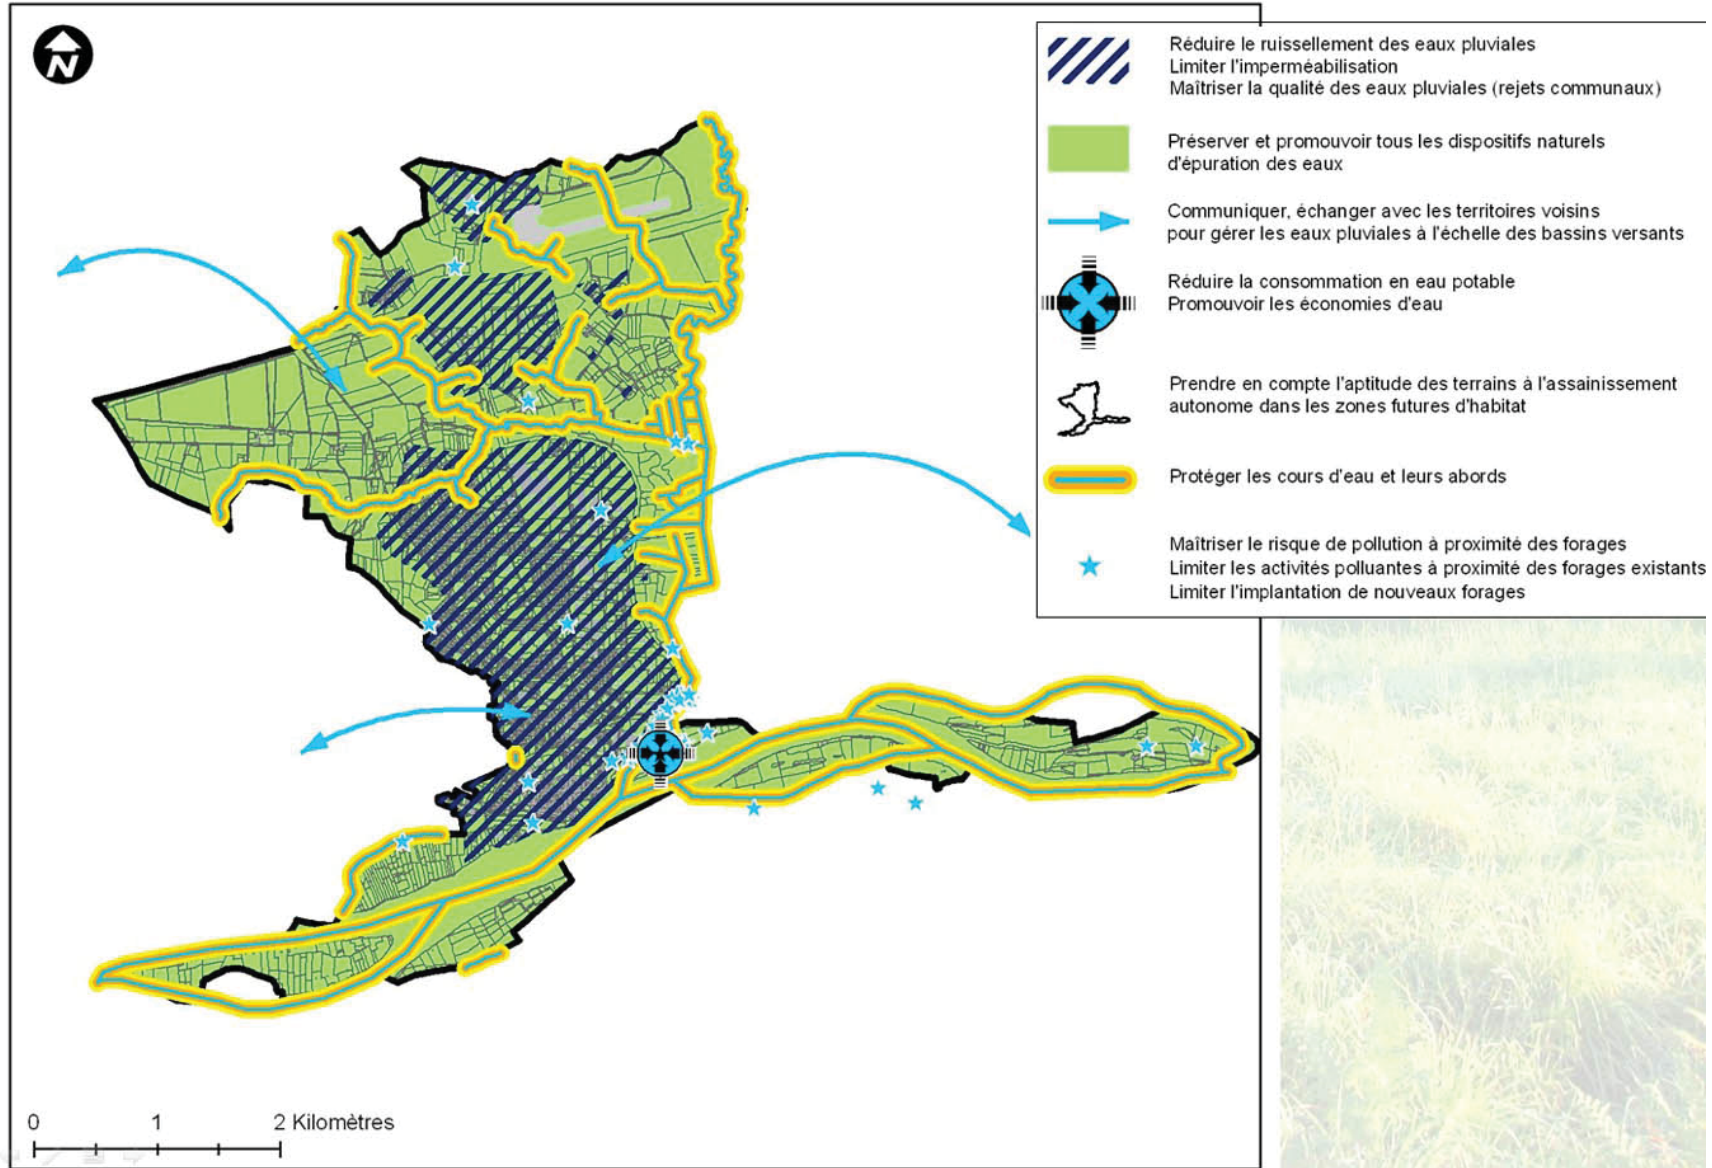 N
Réduire le ruissellement des eaux pluviales
Limiter l'imperméabilisation
Maîtriser la qualité des eaux pluviales (rejets communaux)
Préserver et promouvoir tous les dispositifs naturels
d'épuration des eaux
Communiquer, échanger avec les territoires voisins
pour gérer les eaux pluviales à l'échelle des bassins versants
Réduire la consommation en eau potable
Promouvoir les économies d'eau
Prendre en compte l'aptitude des terrains à l'assainissement
autonome dans les zones futures d'habitat
Protéger les cours d'eau et leurs abords
Maîtriser le risque de pollution à proximité des forages
Limiter les activités polluantes à proximité des forages existants
Limiter l'implantation de nouveaux forages
0 1 2 Kilomètres